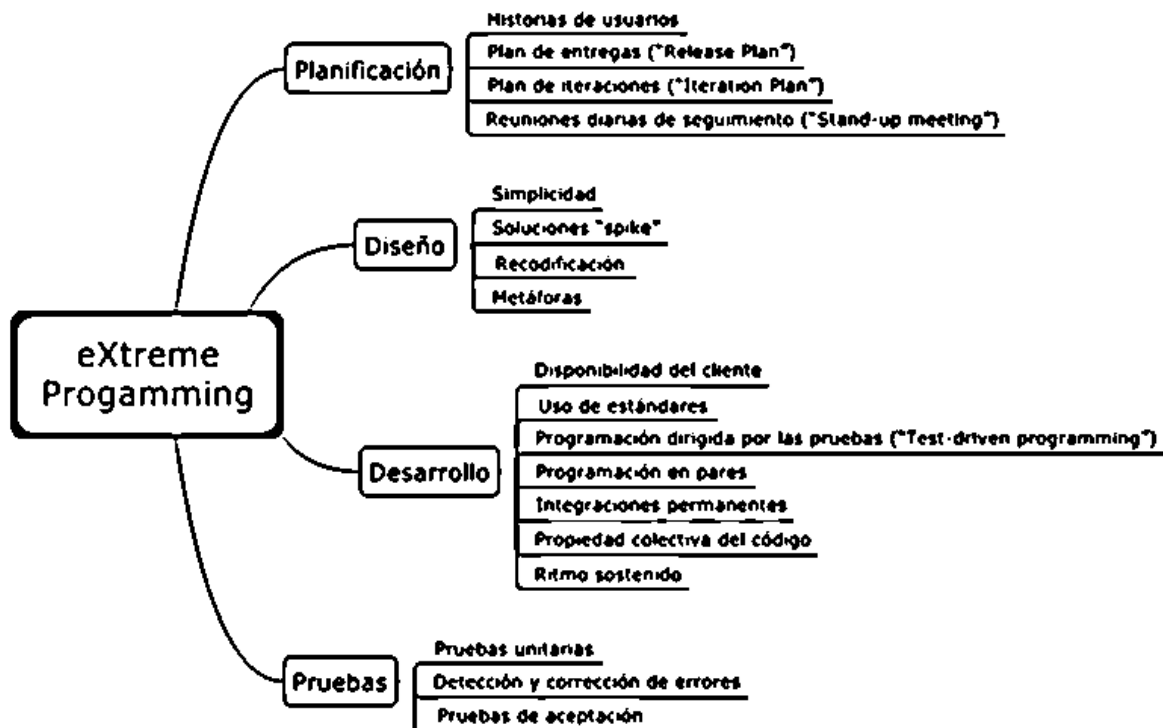 Historias de usuarios
Planificación
Plan de entregas ("Release Plan")
Plan de iteraciones ("Iteration Plan")
Reuniones diarias de seguimiento ("Stand-up meeting")
Simplicidad
Diseño
Soluciones "spike"
Recodificación
Metáforas
eXtreme
Progamming
Disponibilidad del cliente
Uso de estándares
Programación dirigida por las pruebas ("Test-driven programming")
Desarrollo
Programación en pares
Integraciones permanentes
Propiedad colectiva del código
Ritmo sostenido
Pruebas unitarias
Pruebas
Detección y corrección de errores
Pruebas de aceptación